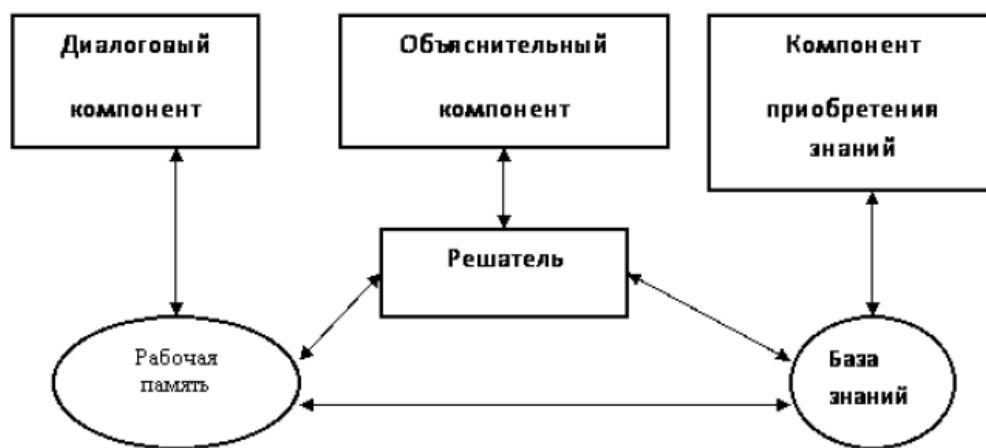 Диалоговый
компонент
Объяснительный
компонент
Компонент
приобретения
знаний
Решатель
Рабочая
память
База
знаний